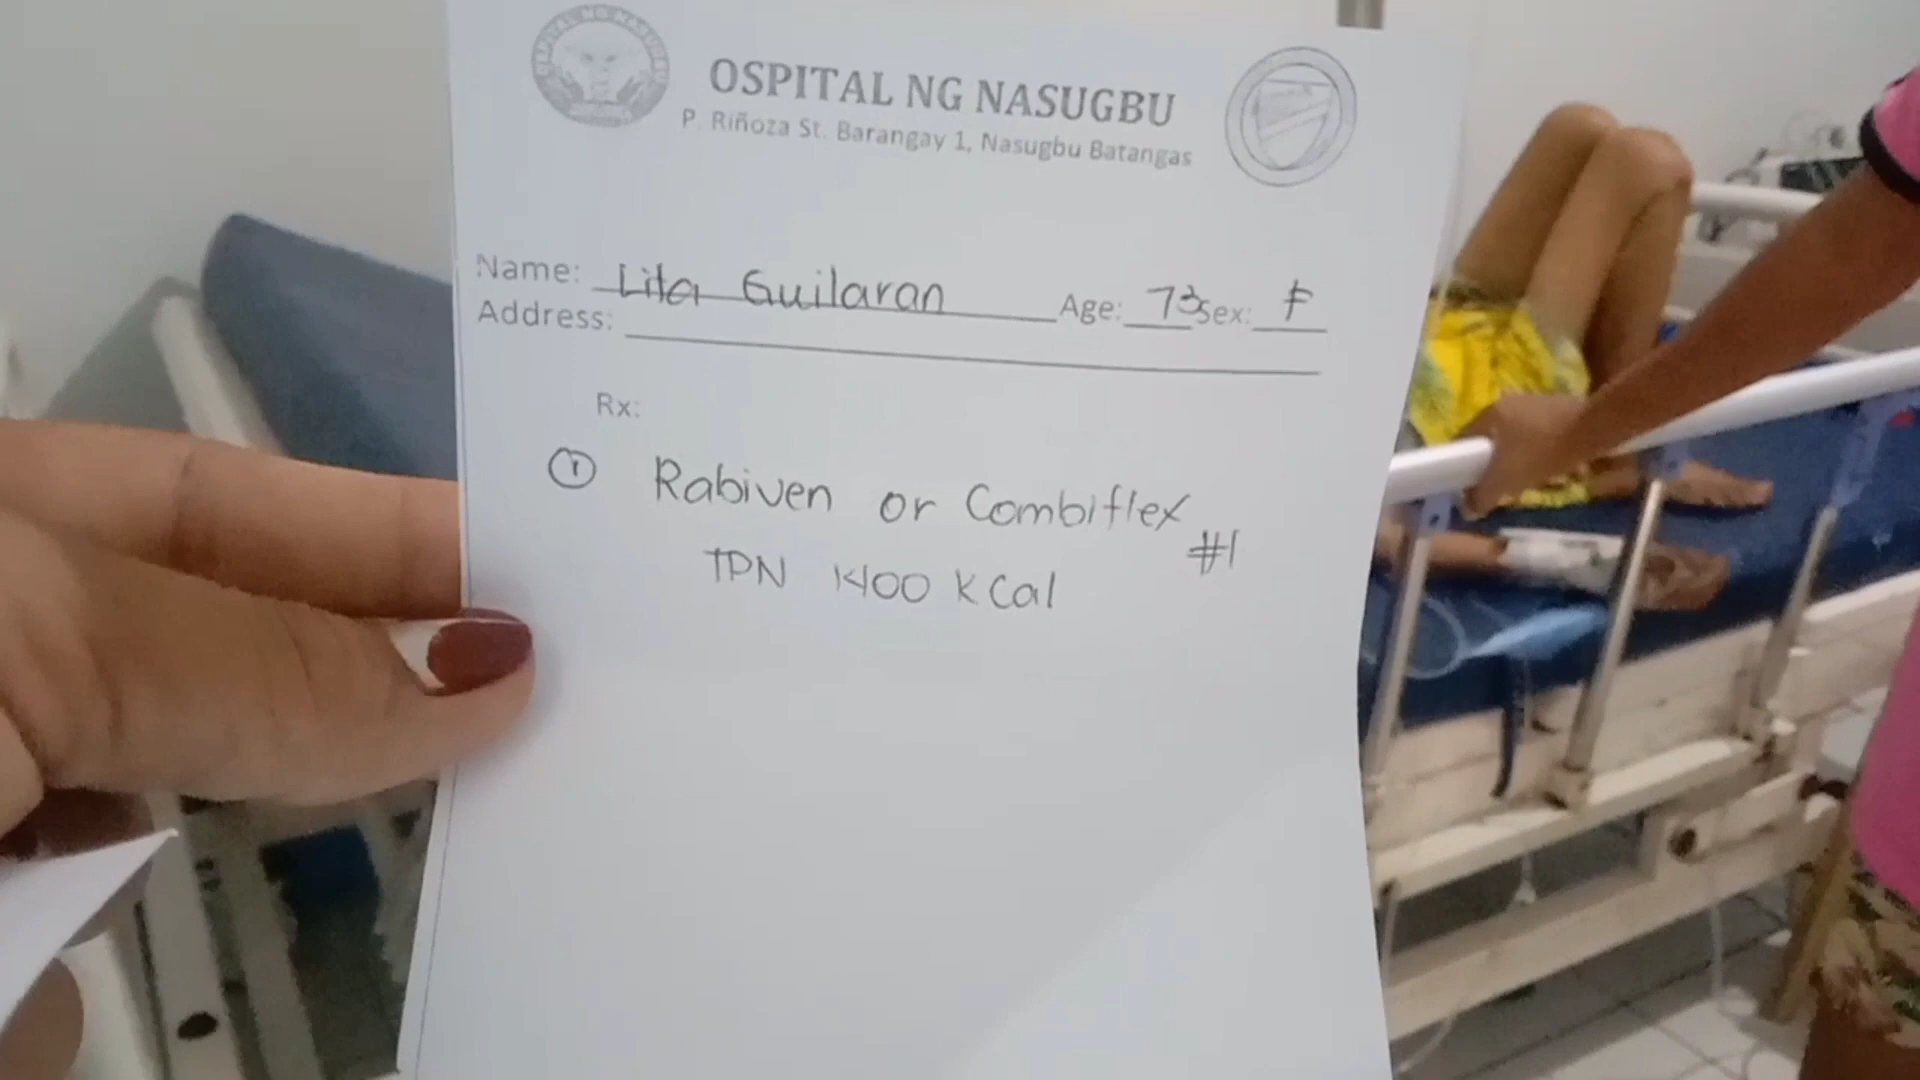 OSPITAL NG NASUGBU
P. Riñoza St. Barangay 1, Nasugbu Batangas
Name: Lita Guilaran Age: 73 Sex: F
Address:
Rx:
① Rabiven or Combiflex
#1
TPN 1400 KCal